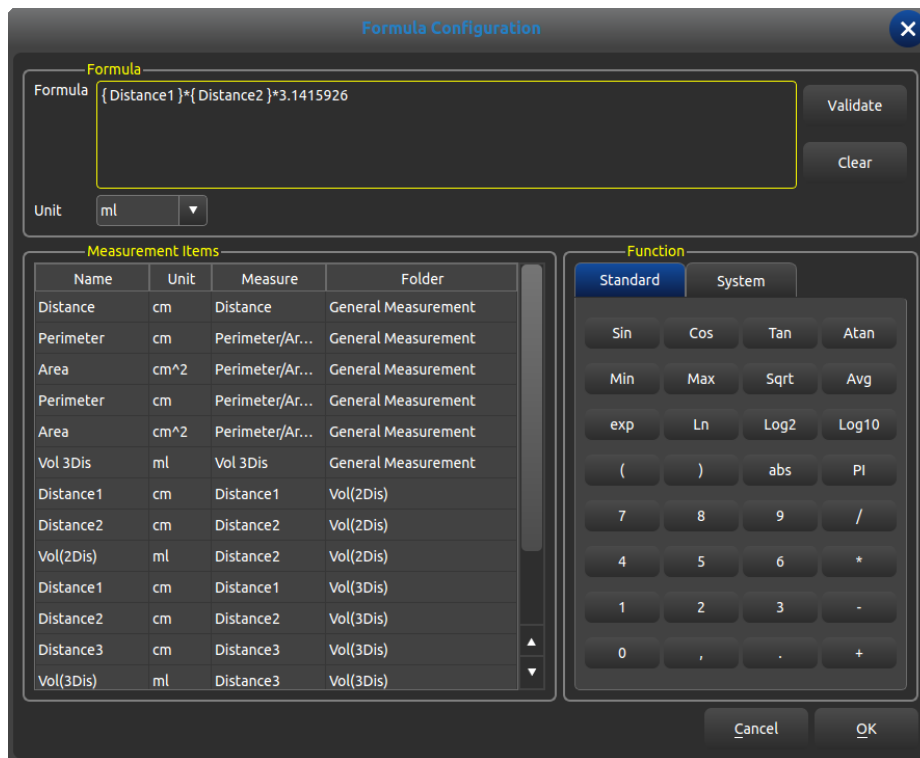 Formula Configuration
Formula
Formula { Distance1 }*{ Distance2 }*3.1415926
Validate
Clear
Unit ml
Measurement Items
Name Unit Measure Folder
Distance cm Distance General Measurement
Perimeter cm Perimeter/Ar... General Measurement
Area cm^2 Perimeter/Ar... General Measurement
Perimeter cm Perimeter/Ar... General Measurement
Area cm^2 Perimeter/Ar... General Measurement
Vol 3Dis ml Vol 3Dis General Measurement
Distance1 cm Distance1 Vol(2Dis)
Distance2 cm Distance2 Vol(2Dis)
Vol(2Dis) ml Distance2 Vol(2Dis)
Distance1 cm Distance1 Vol(3Dis)
Distance2 cm Distance2 Vol(3Dis)
Distance3 cm Distance3 Vol(3Dis)
Vol(3Dis) ml Distance3 Vol(3Dis)
Function
Standard System
Sin Cos Tan Atan
Min Max Sqrt Avg
exp Ln Log2 Log10
( ) abs PI
7 8 9 /
4 5 6 *
1 2 3 -
0 , . +
Cancel OK